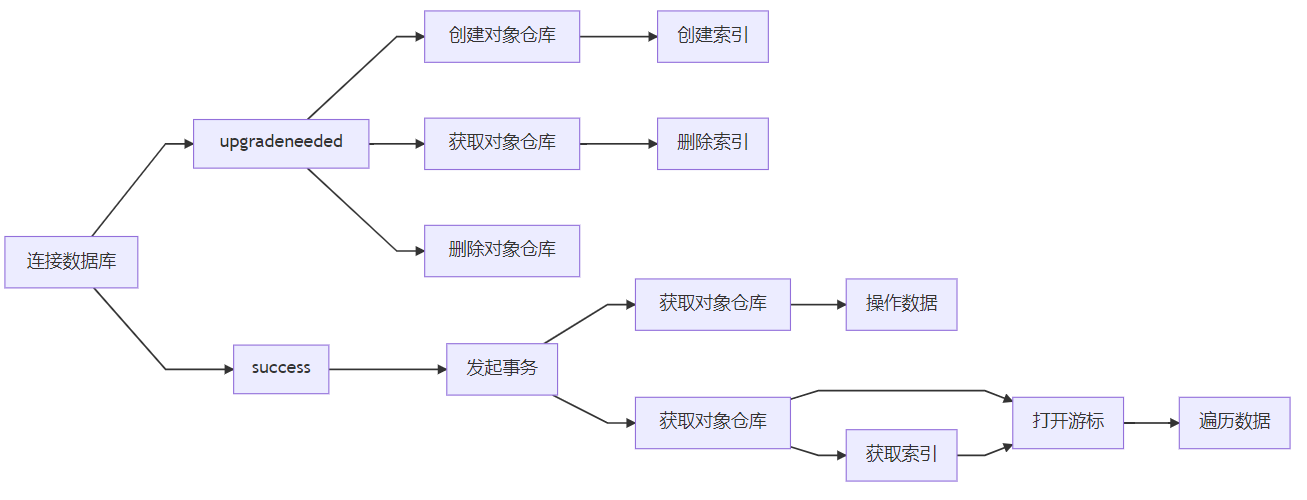 创建对象仓库
创建索引
upgradeneeded
获取对象仓库
删除索引
删除对象仓库
连接数据库
获取对象仓库
操作数据
success
发起事务
获取对象仓库
打开游标
遍历数据
获取索引